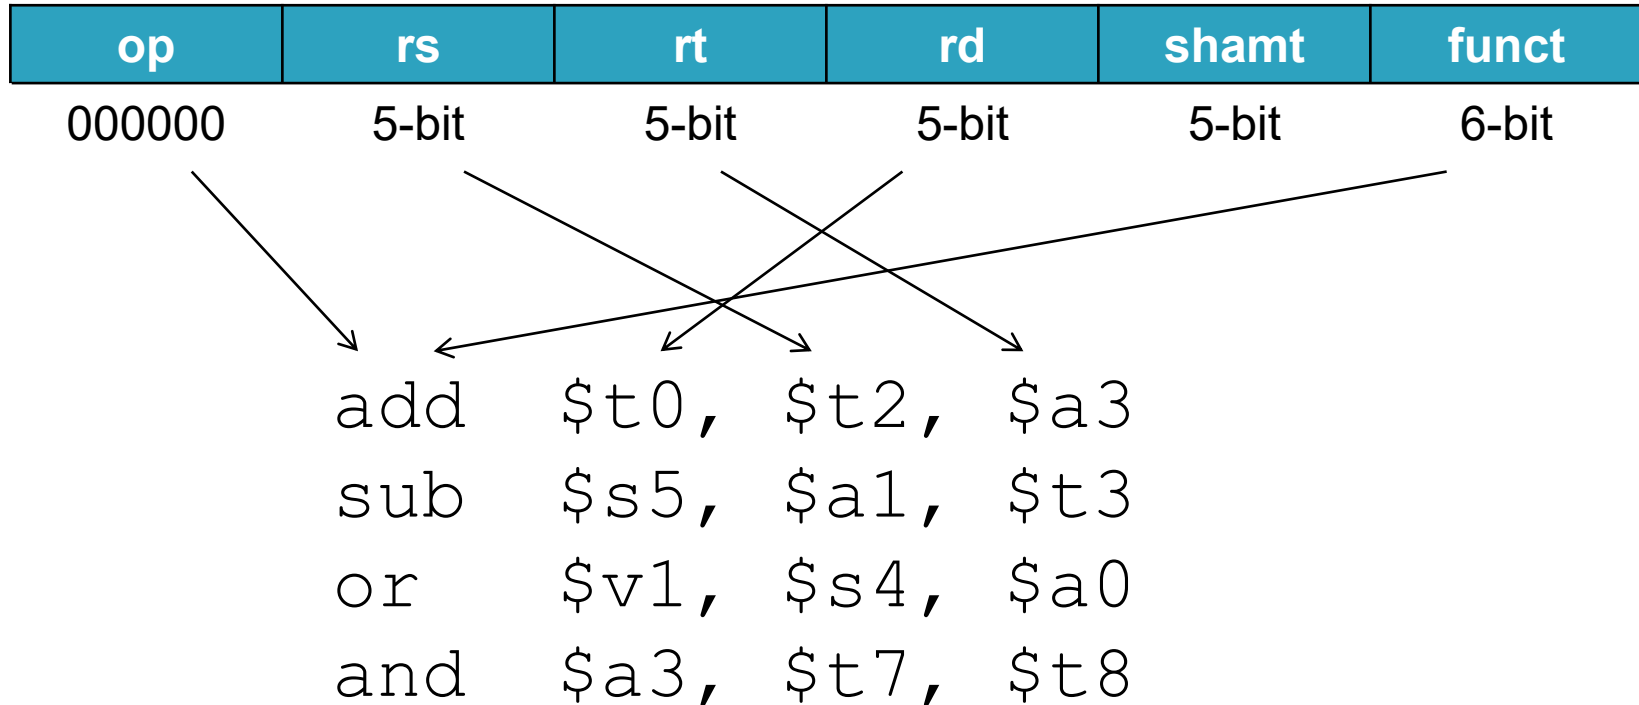 op rs rt rd shamt funct
000000 5-bit 5-bit 5-bit 5-bit 6-bit
add $t0, $t2, $a3
sub $s5, $a1, $t3
or $v1, $s4, $a0
and $a3, $t7, $t8